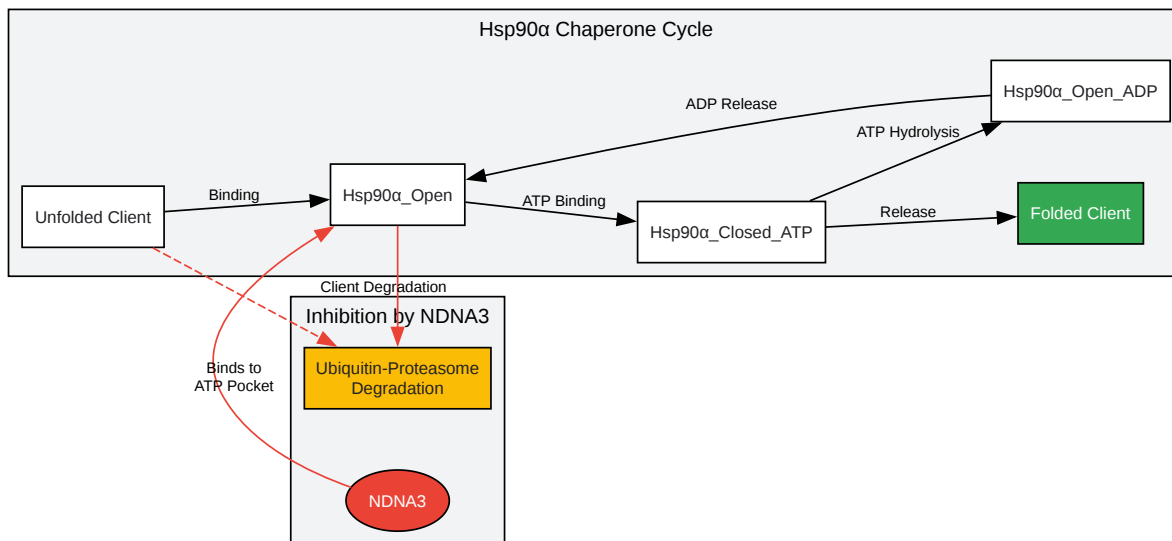 Hsp90α Chaperone Cycle
Hsp90α_Open_ADP
ADP Release
ATP Hydrolysis
Unfolded Client
Binding
Hsp90α_Open
ATP Binding
Hsp90α_Closed_ATP
Release
Folded Client
Client Degradation
Inhibition by NDNA3
Ubiquitin-Proteasome
Degradation
Binds to
ATP Pocket
NDNA3